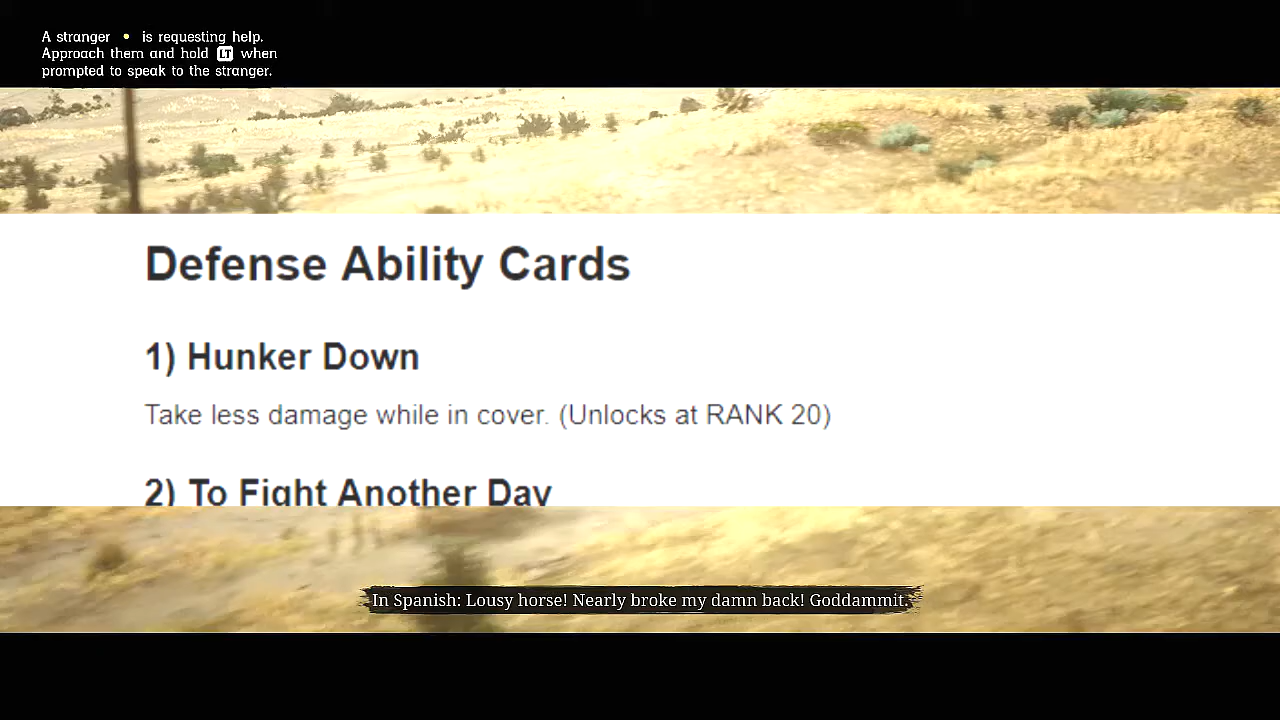 A stranger • is requesting help.
Approach them and hold LT when
prompted to speak to the stranger.
Defense Ability Cards
1) Hunker Down
Take less damage while in cover. (Unlocks at RANK 20)
2) To Fight Another Day
In Spanish: Lousy horse! Nearly broke my damn back! Goddammit.